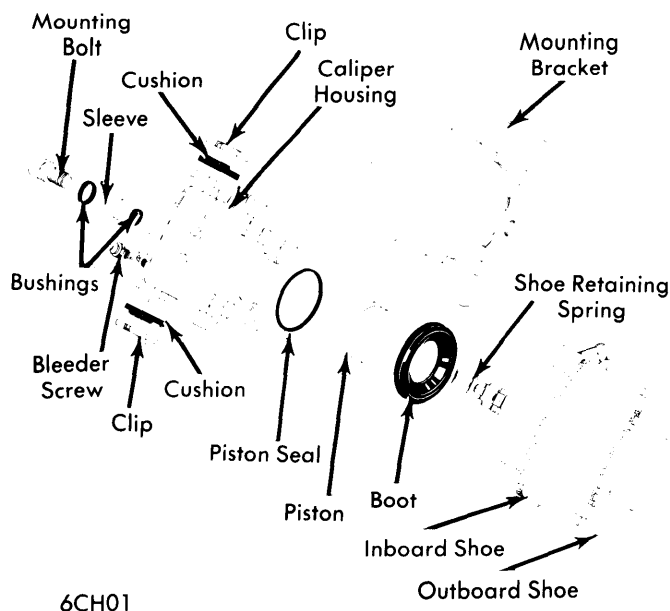 Mounting
Bolt
Clip
Mounting
Bracket
Cushion
Caliper
Housing
Sleeve
Bushings
Shoe Retaining
Spring
Bleeder
Screw
Cushion
Clip
Piston Seal
Piston
Boot
Inboard Shoe
Outboard Shoe
6CH01